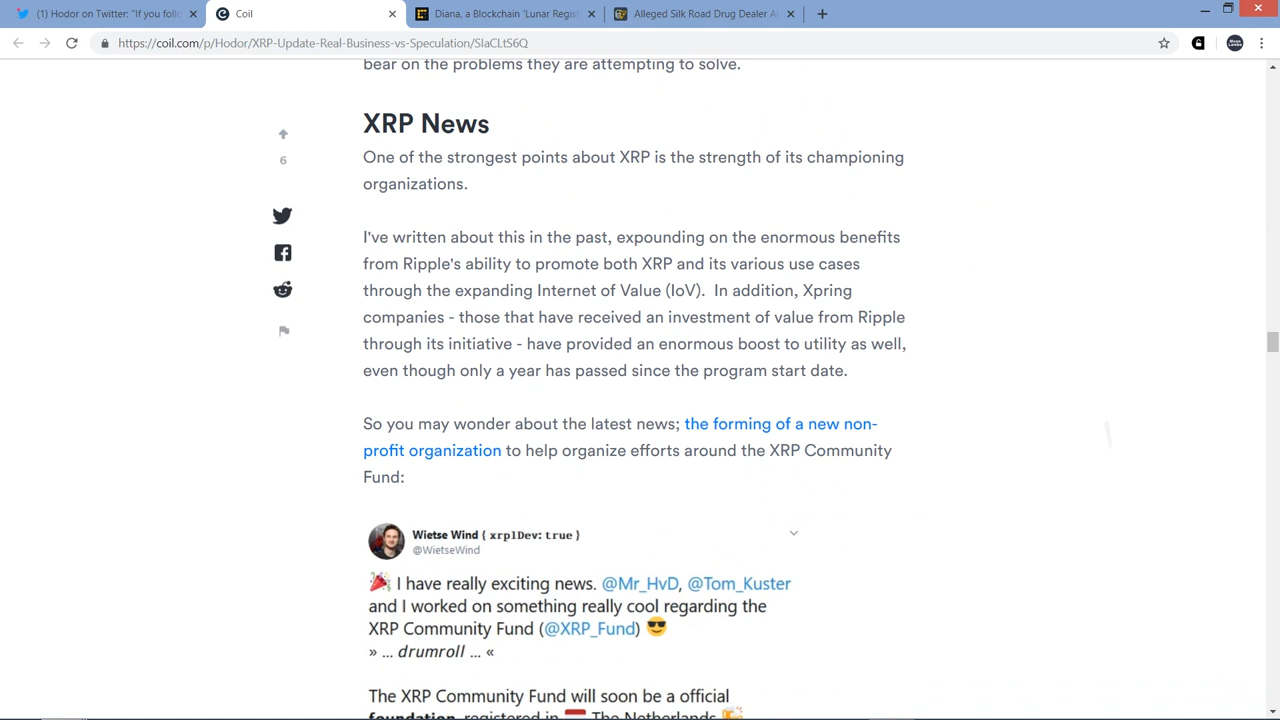 (1) Hodor on Twitter: "If you follo
Coil
Diana, a Blockchain 'Lunar Regist
Alleged Silk Road Drug Dealer Ar
https://coil.com/p/Hodor/XRP-Update-Real-Business-vs-Speculation/SlaCLtS6Q
bear on the problems they are attempting to solve.
XRP News
6
One of the strongest points about XRP is the strength of its championing
organizations.
I've written about this in the past, expounding on the enormous benefits
from Ripple's ability to promote both XRP and its various use cases
through the expanding Internet of Value (IoV). In addition, Xpring
companies - those that have received an investment of value from Ripple
through its initiative - have provided an enormous boost to utility as well,
even though only a year has passed since the program start date.
So you may wonder about the latest news; the forming of a new non-
profit organization to help organize efforts around the XRP Community
Fund:
Wietse Wind { xrplDev: true }
@WietseWind
🎉 I have really exciting news. @Mr_HvD, @Tom_Kuster
and I worked on something really cool regarding the
XRP Community Fund (@XRP_Fund) 😎
» ... drumroll ... «
The XRP Community Fund will soon be a official
foundation, registered in 🇳🇱 The Netherlands 🍻